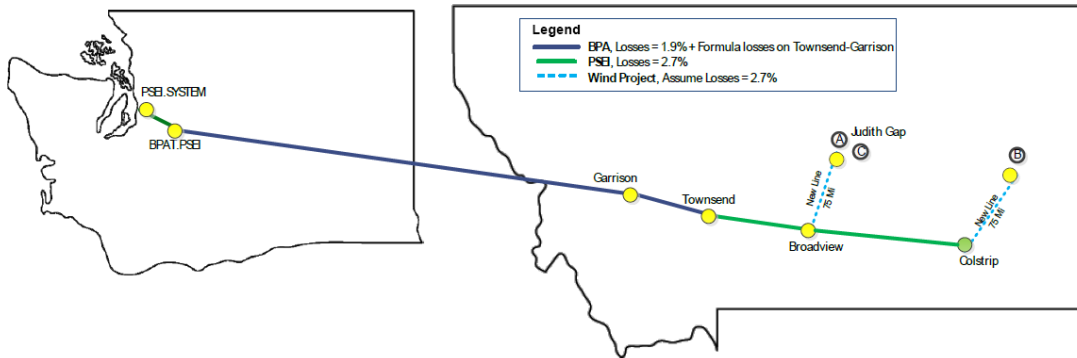 Legend
BPA, Losses = 1.9% + Formula losses on Townsend-Garrison
PSEI, Losses = 2.7%
Wind Project, Assume Losses = 2.7%
PSEI.SYSTEM
BPAT.PSEI
Garrison
Townsend
A
Judith Gap
C
New Line
75 MI
Broadview
B
New Line
75 MI
Colstrip